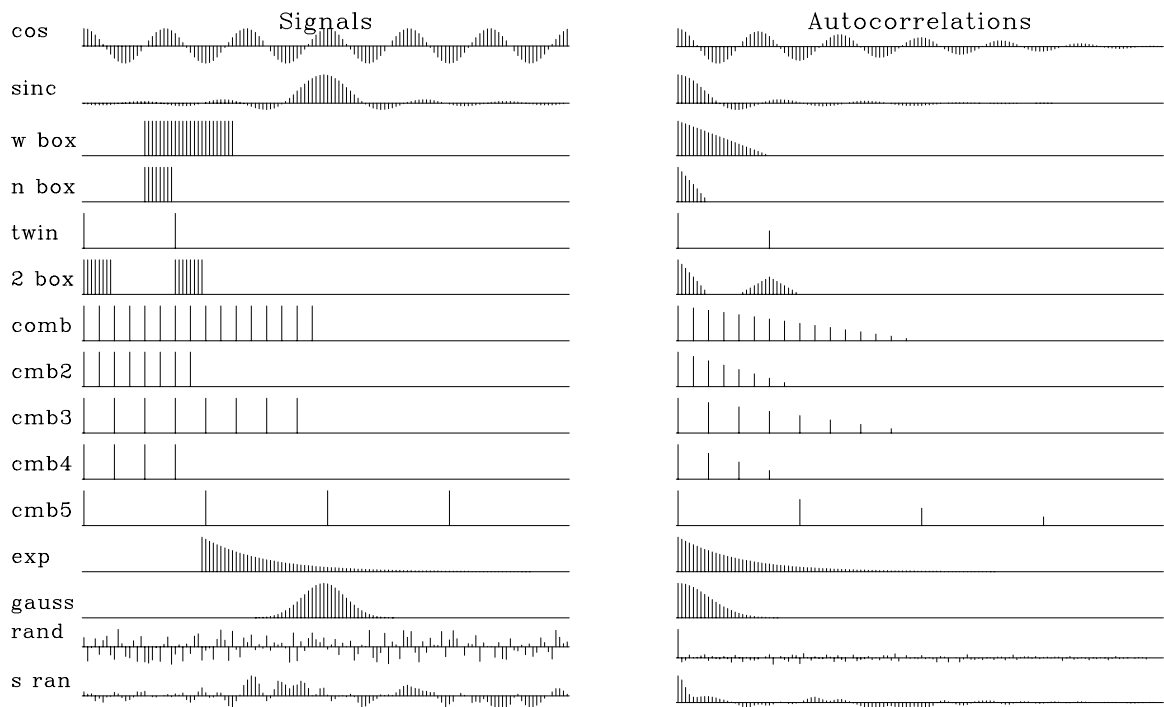 Signals Autocorrelations
cos
sinc
w box
n box
twin
2 box
comb
cmb2
cmb3
cmb4
cmb5
exp
gauss
rand
s ran